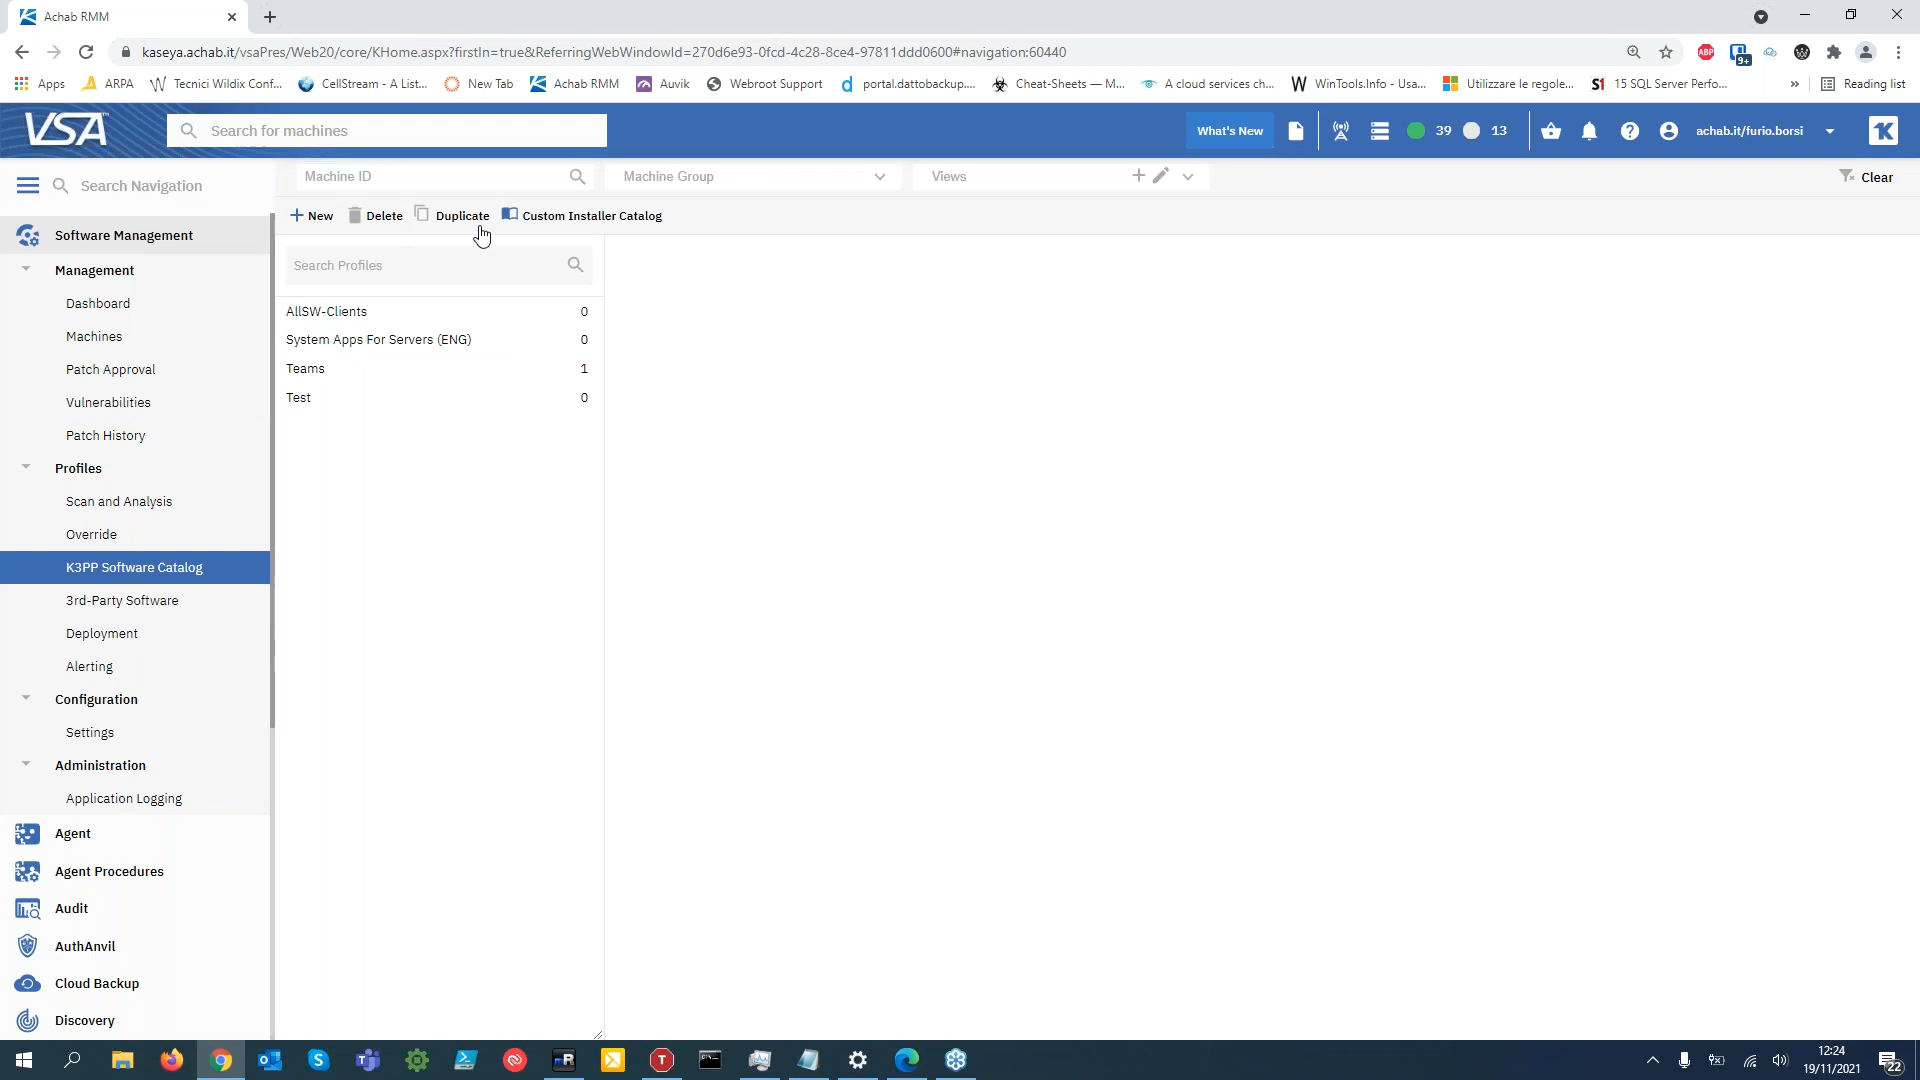 Achab RMM
kaseya.achab.it/vsaPres/Web20/core/KHome.aspx?firstIn=true&ReferringWebWindowId=270d6e93-0fcd-4c28-8ce4-97811ddd0600#navigation:60440
ABP
9+
Apps
ARPA
Tecnici Wildix Conf...
CellStream - A List...
New Tab
Achab RMM
Auvik
Webroot Support
portal.dattobackup....
Cheat-Sheets — M...
A cloud services ch...
WinTools.Info - Usa...
Utilizzare le regole...
S1
15 SQL Server Perfo...
»
Reading list
VSA
Search for machines
What's New
39
13
achab.it/furio.borsi
Search Navigation
Machine ID
Machine Group
Views
Clear
New
Delete
Duplicate
Custom Installer Catalog
Software Management
Management
Dashboard
Machines
Patch Approval
Vulnerabilities
Patch History
Profiles
Scan and Analysis
Override
K3PP Software Catalog
3rd-Party Software
Deployment
Alerting
Configuration
Settings
Administration
Application Logging
Agent
Agent Procedures
Audit
AuthAnvil
Cloud Backup
Discovery
Search Profiles
AllSW-Clients 0
System Apps For Servers (ENG) 0
Teams 1
Test 0
12:24
19/11/2021
22